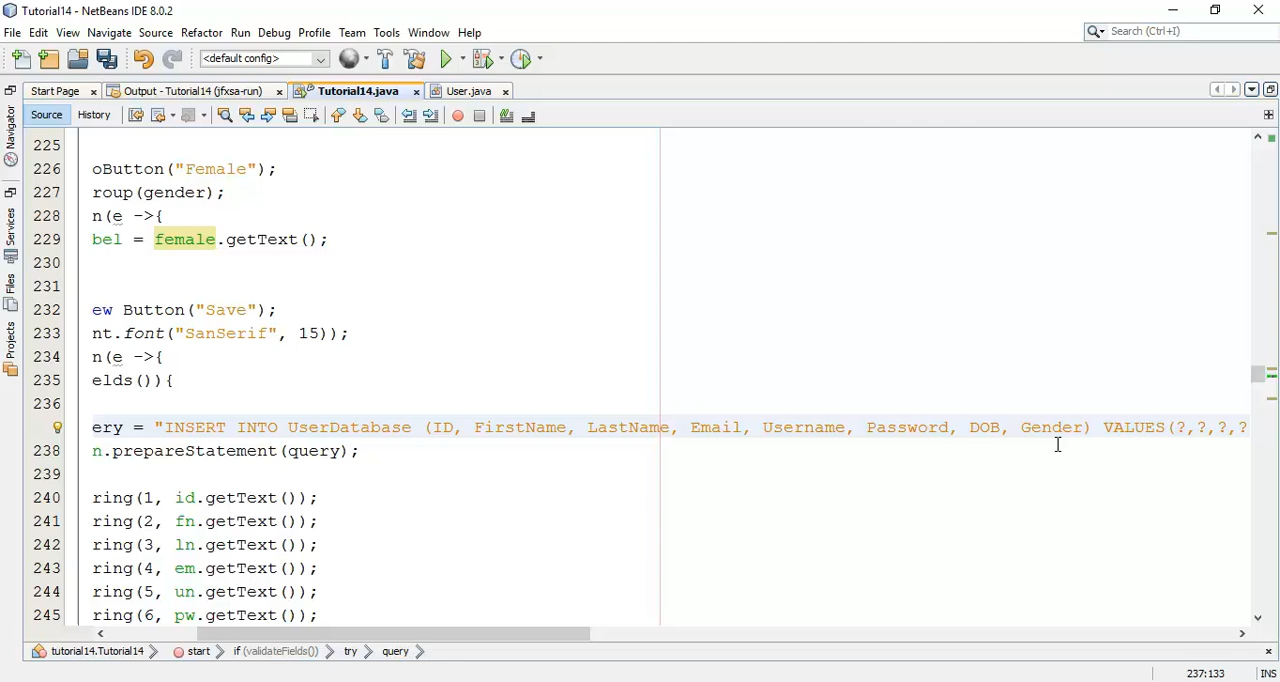 Tutorial14 - NetBeans IDE 8.0.2
File Edit View Navigate Source Refactor Run Debug Profile Team Tools Window Help
Search (Ctrl+I)
<default config>
Start Page Output - Tutorial14 (jfxsa-run) Tutorial14.java User.java
Source History
Navigator
Services
Files
Projects
225
226 oButton("Female");
227 roup(gender);
228 n(e ->{
229 bel = female.getText();
230
231
232 ew Button("Save");
233 nt.font("SanSerif", 15));
234 n(e ->{
235 elds()){
236
ery = "INSERT INTO UserDatabase (ID, FirstName, LastName, Email, Username, Password, DOB, Gender) VALUES(?,?,?,?
238 n.prepareStatement(query);
239
240 ring(1, id.getText());
241 ring(2, fn.getText());
242 ring(3, ln.getText());
243 ring(4, em.getText());
244 ring(5, un.getText());
245 ring(6, pw.getText());
tutorial14.Tutorial14 start if (validateFields()) try query
237:133 INS